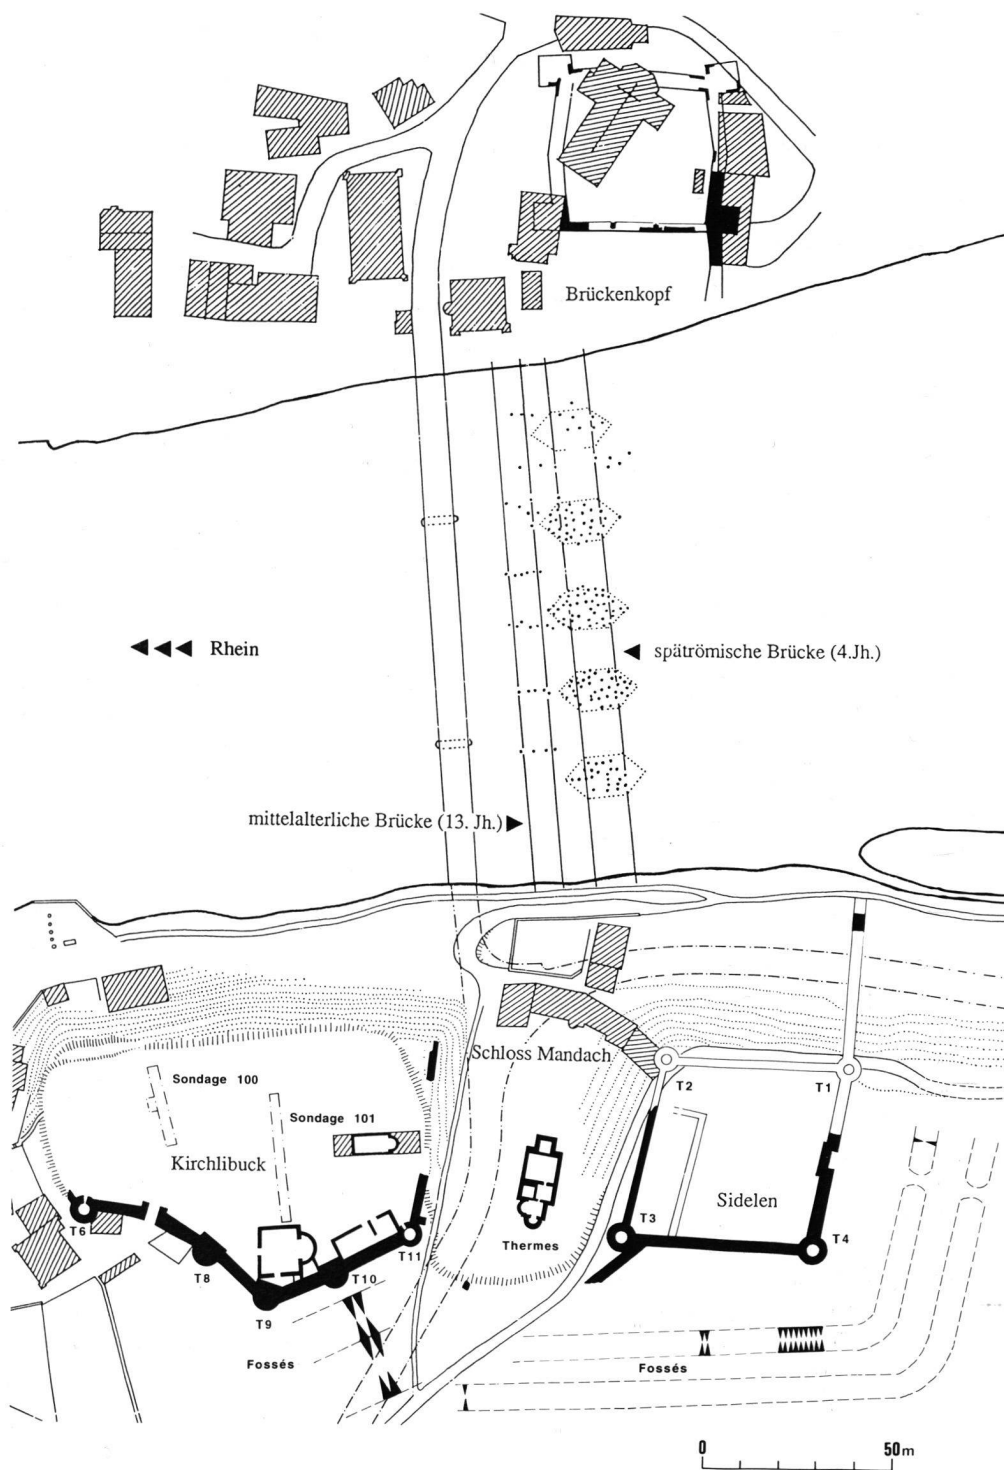 Brückenkopf
Rhein
spätrömische Brücke (4.Jh.)
mittelalterliche Brücke (13. Jh.)
Schloss Mandach
Sondage 100
T2
T1
Sondage 101
Kirchlibuck
Sidelen
T6
T3
T4
T11
Thermes
T8
T10
T9
Fossés
Fossés
0
50m